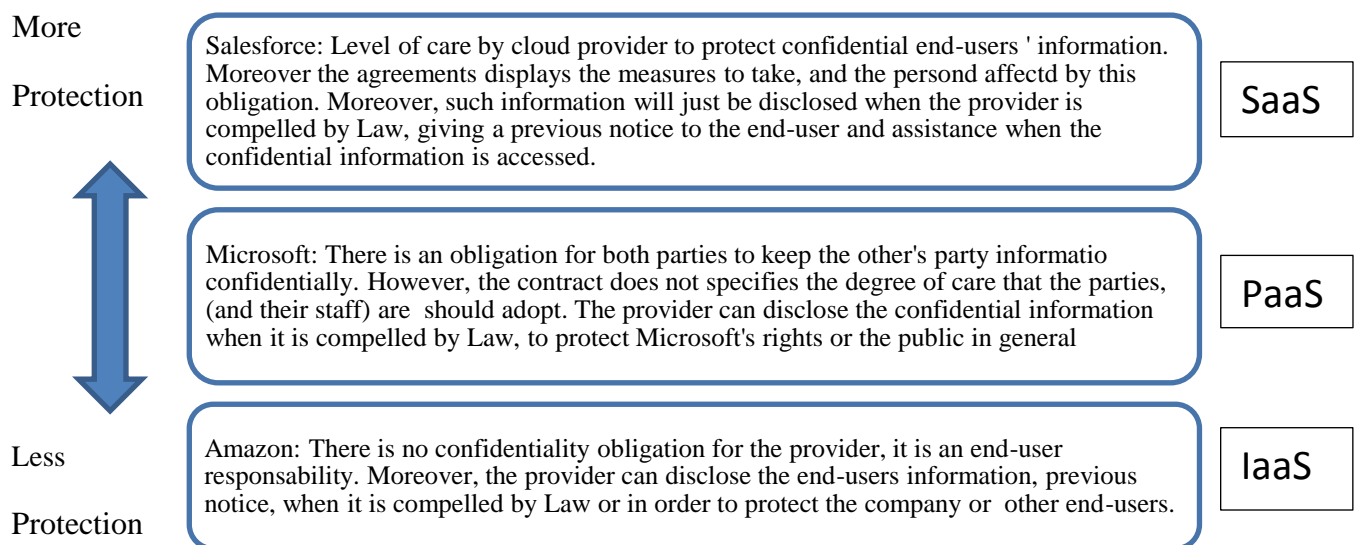 More
Protection
Salesforce: Level of care by cloud provider to protect confidential end-users ' information.
Moreover the agreements displays the measures to take, and the persond affectd by this
obligation. Moreover, such information will just be disclosed when the provider is
compelled by Law, giving a previous notice to the end-user and assistance when the
confidential information is accessed.
SaaS
Microsoft: There is an obligation for both parties to keep the other's party informatio
confidentially. However, the contract does not specifies the degree of care that the parties,
(and their staff) are should adopt. The provider can disclose the confidential information
when it is compelled by Law, to protect Microsoft's rights or the public in general
PaaS
Less
Protection
Amazon: There is no confidentiality obligation for the provider, it is an end-user
responsability. Moreover, the provider can disclose the end-users information, previous
notice, when it is compelled by Law or in order to protect the company or other end-users.
IaaS